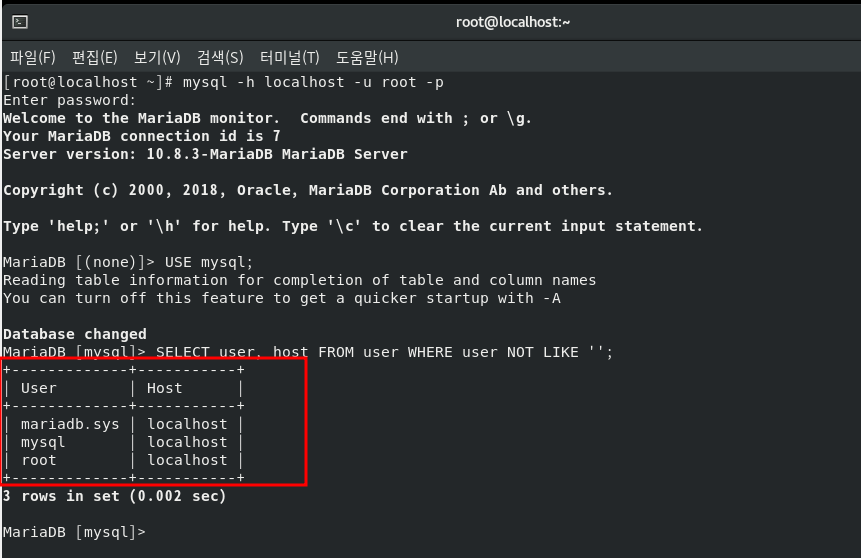 root@localhost:~
파일(F) 편집(E) 보기(V) 검색(S) 터미널(T) 도움말(H)
[root@localhost ~]# mysql -h localhost -u root -p
Enter password:
Welcome to the MariaDB monitor.  Commands end with ; or \g.
Your MariaDB connection id is 7
Server version: 10.8.3-MariaDB MariaDB Server
Copyright (c) 2000, 2018, Oracle, MariaDB Corporation Ab and others.
Type 'help;' or '\h' for help. Type '\c' to clear the current input statement.
MariaDB [(none)]> USE mysql;
Reading table information for completion of table and column names
You can turn off this feature to get a quicker startup with -A
Database changed
MariaDB [mysql]> SELECT user, host FROM user WHERE user NOT LIKE '';
+-------------+-----------+
| User        | Host      |
+-------------+-----------+
| mariadb.sys | localhost |
| mysql       | localhost |
| root        | localhost |
+-------------+-----------+
3 rows in set (0.002 sec)
MariaDB [mysql]>